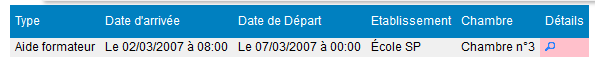 Type Date d'arrivée Date de Départ Etablissement Chambre Détails
Aide formateur Le 02/03/2007 à 08:00 Le 07/03/2007 à 00:00 École SP Chambre n°3